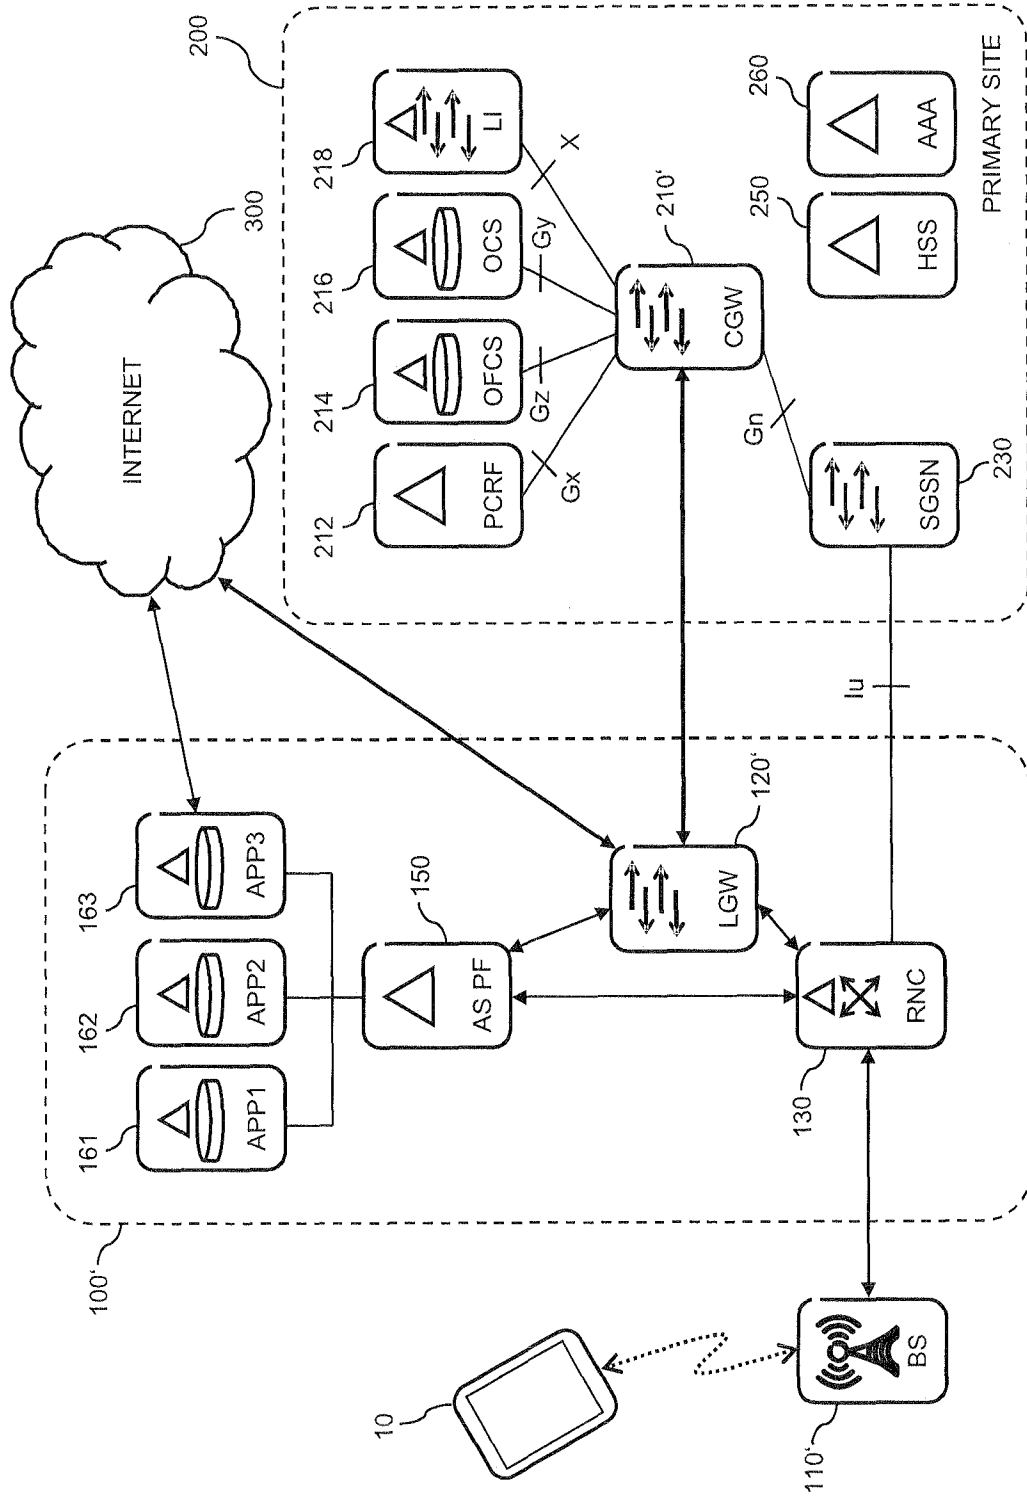 200
300
INTERNET
218
LI
216
OCS
214
OFCS
212
PCRF
X
Gy
Gz
Gx
210‘
CGW
260
AAA
250
HSS
PRIMARY SITE
Gn
230
SGSN
Iu
100‘
163
APP3
162
APP2
161
APP1
150
AS PF
120‘
LGW
130
RNC
10
110‘
BS